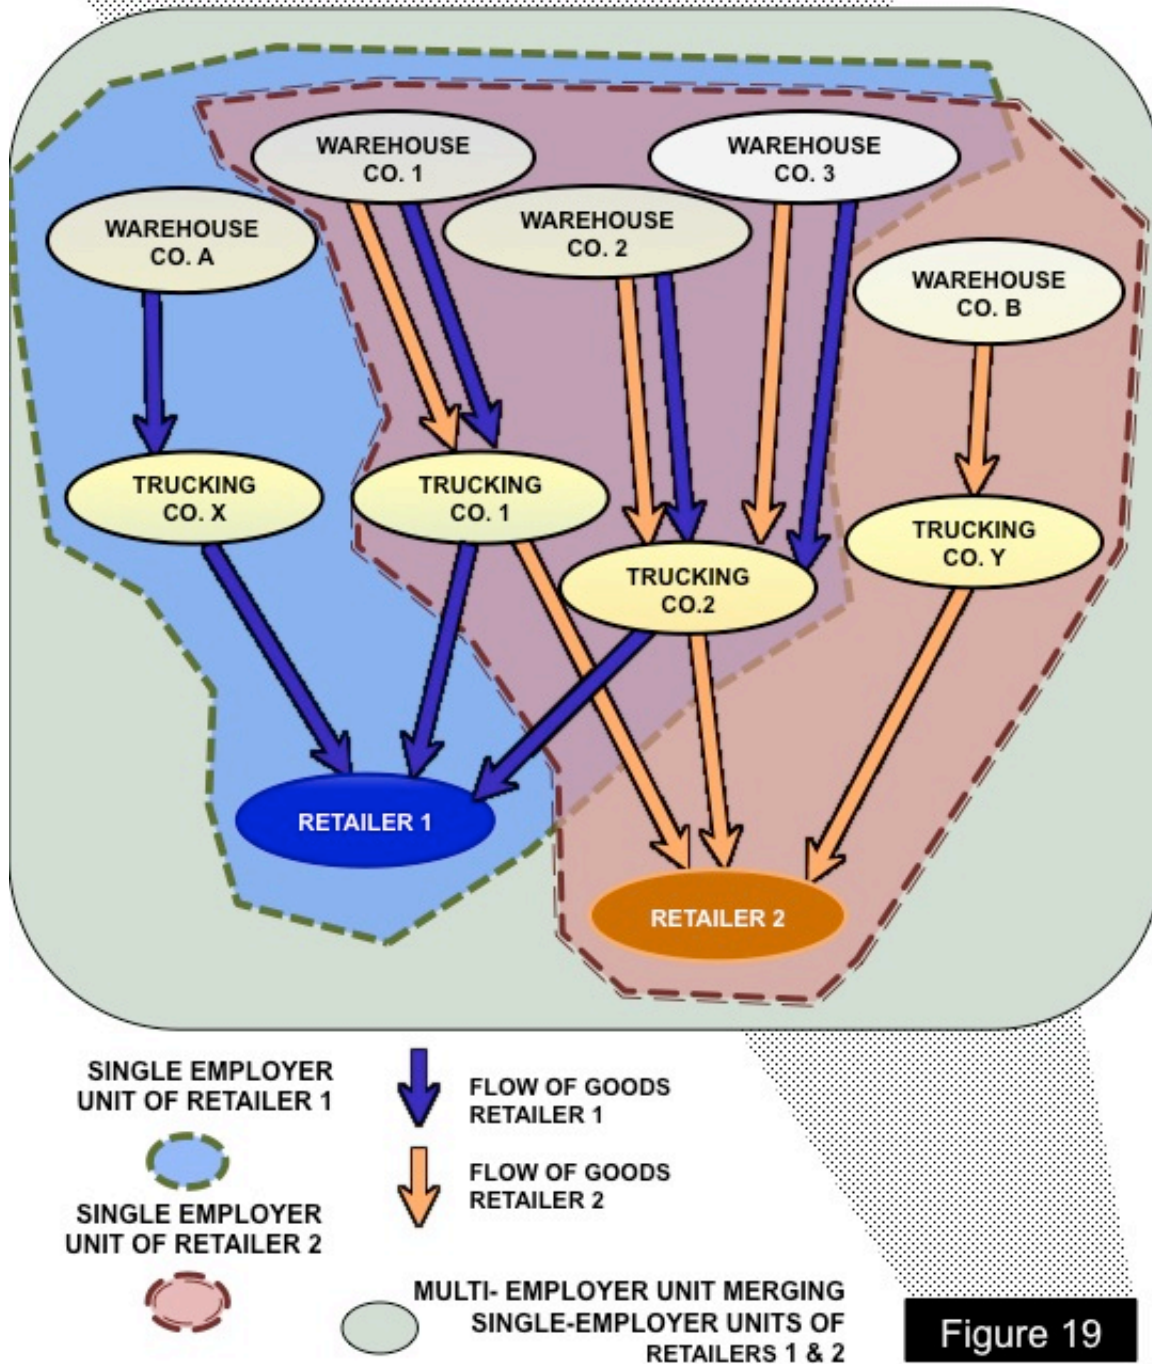 WAREHOUSE
CO. 1
WAREHOUSE
CO. 3
WAREHOUSE
CO. A
WAREHOUSE
CO. 2
WAREHOUSE
CO. B
TRUCKING
CO. X
TRUCKING
CO. 1
TRUCKING
CO. Y
TRUCKING
CO.2
RETAILER 1
RETAILER 2
SINGLE EMPLOYER
UNIT OF RETAILER 1
FLOW OF GOODS
RETAILER 1
FLOW OF GOODS
RETAILER 2
SINGLE EMPLOYER
UNIT OF RETAILER 2
MULTI- EMPLOYER UNIT MERGING
SINGLE-EMPLOYER UNITS OF
RETAILERS 1 & 2
Figure 19